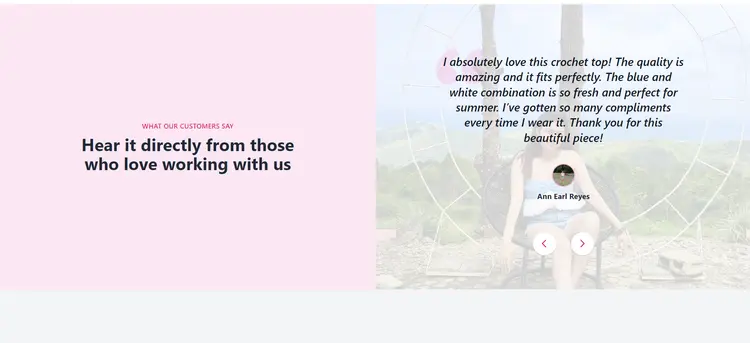 WHAT OUR CUSTOMERS SAY
Hear it directly from those
who love working with us
I absolutely love this crochet top! The quality is
amazing and it fits perfectly. The blue and
white combination is so fresh and perfect for
summer. I've gotten so many compliments
every time I wear it. Thank you for this
beautiful piece!
Ann Earl Reyes